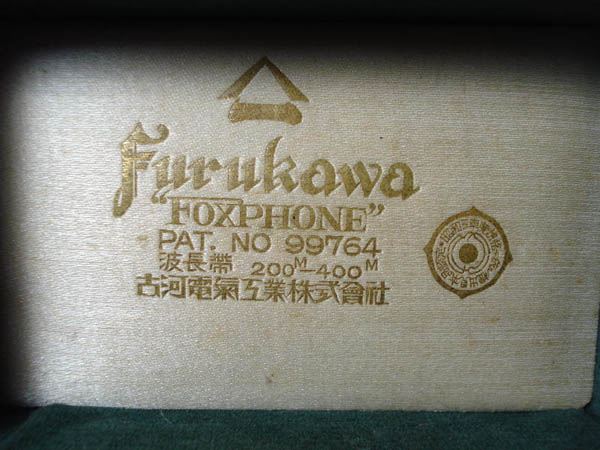 Furukawa
"FOXPHONE"
PAT. NO 99764
波長帶 200M-400M
古河電氣工業株式會社